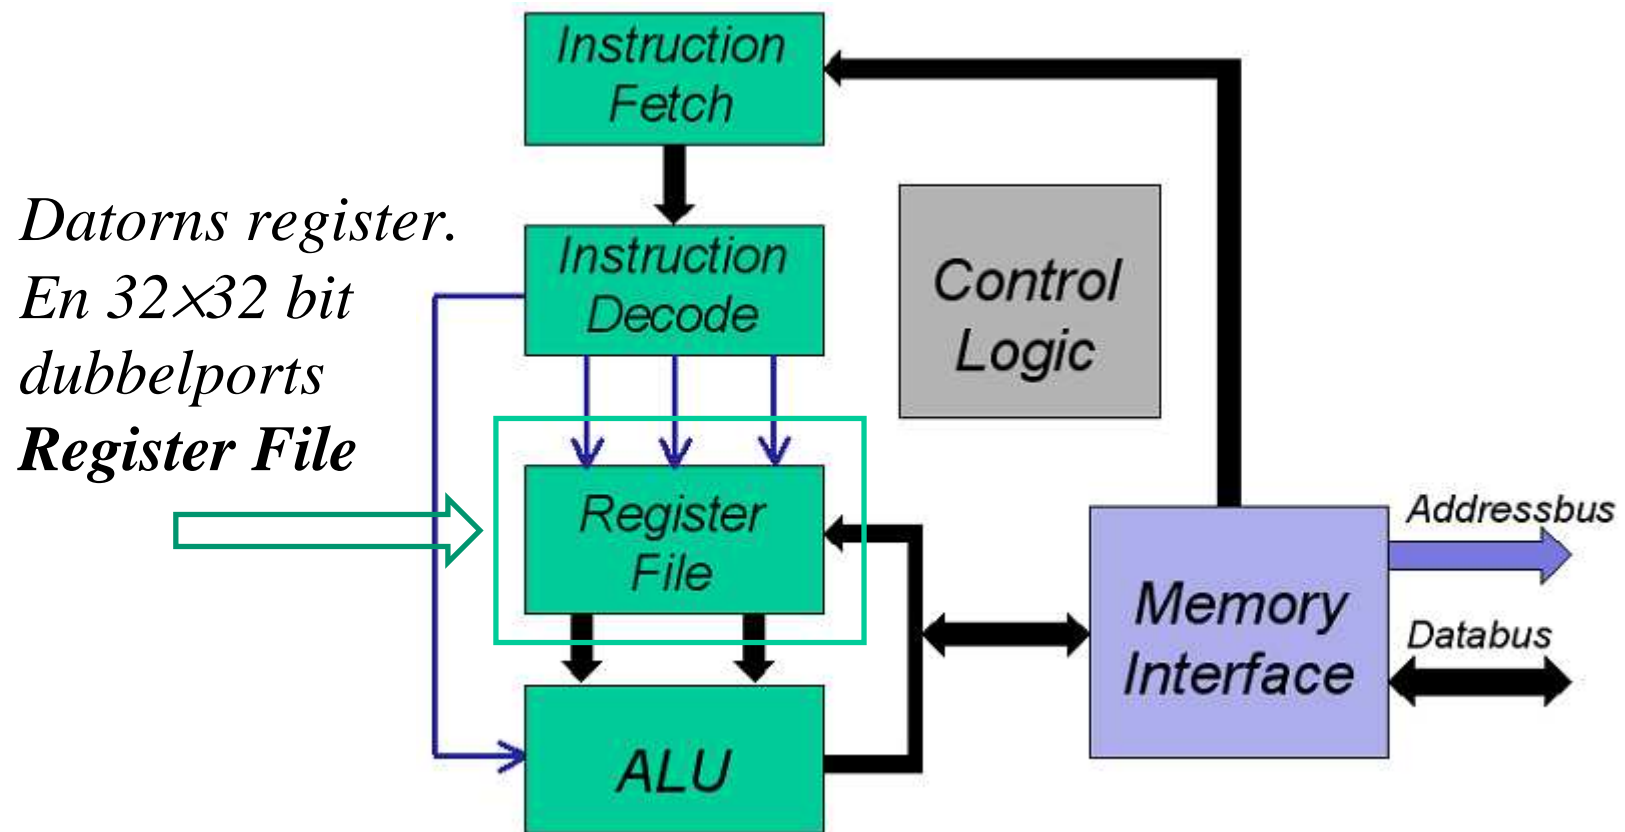 Instruction
Fetch
Datorns register.
En 32×32 bit
dubbelports
Register File
Instruction
Decode
Control
Logic
Register
File
Addressbus
Memory
Interface
Databus
ALU